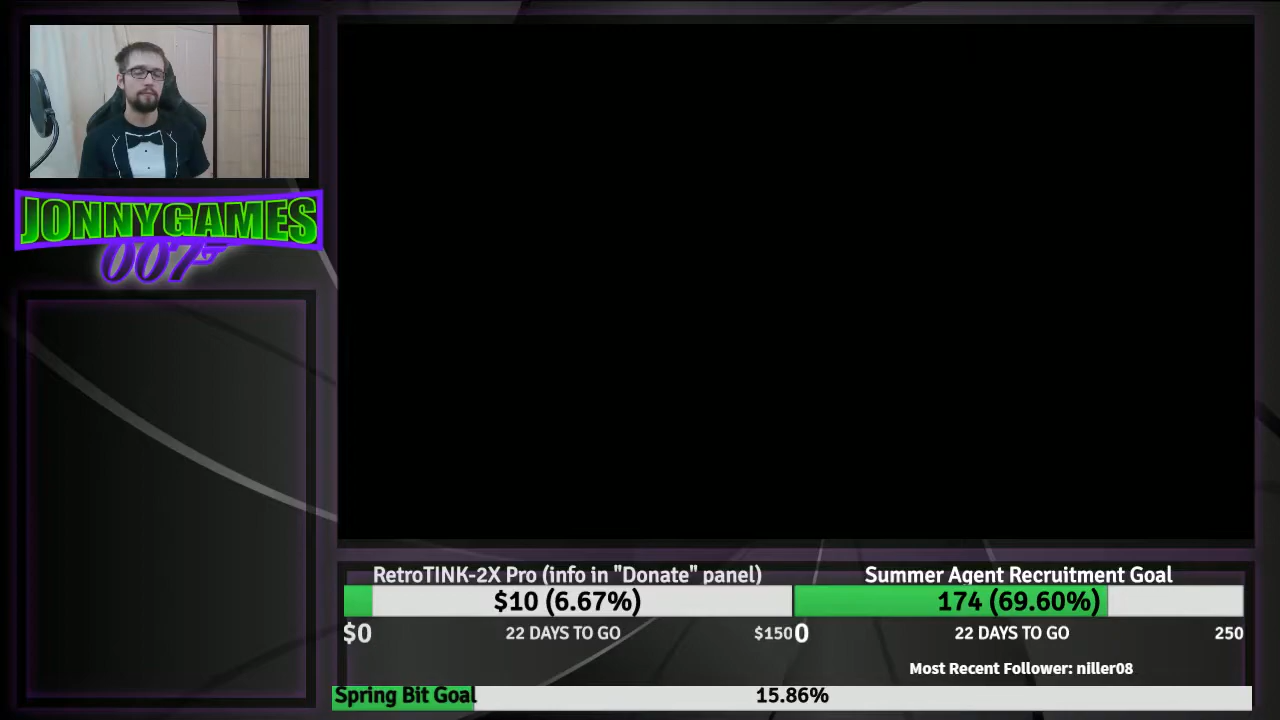 JONNYGAMES
007
RetroTINK-2X Pro (info in "Donate" panel)
$10 (6.67%)
$0 22 DAYS TO GO $150
Summer Agent Recruitment Goal
174 (69.60%)
0 22 DAYS TO GO 250
Most Recent Follower: niller08
Spring Bit Goal 15.86%